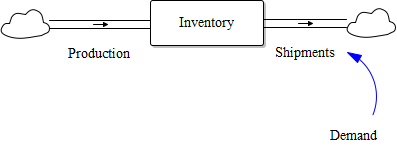 Inventory
Production
Shipments
Demand